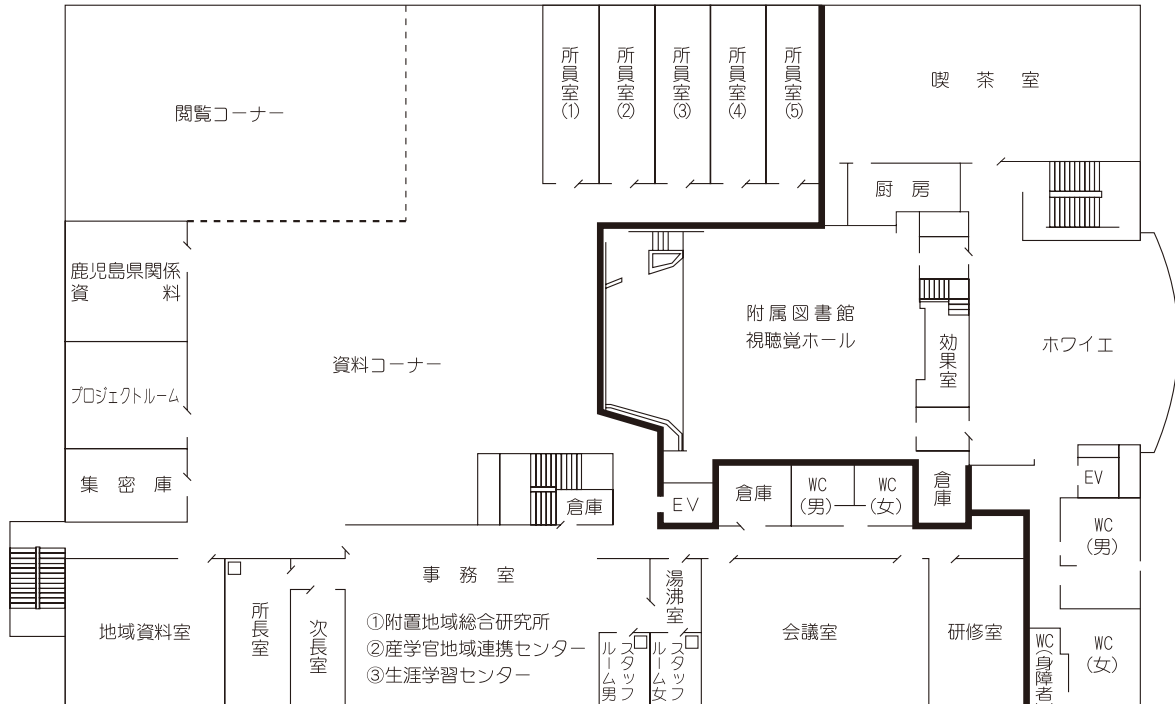 所員室(1)
所員室(2)
所員室(3)
所員室(4)
所員室(5)
喫茶室
閲覧コーナー
厨房
鹿児島県関係
資料
附属図書館
視聴覚ホール
効果室
ホワイエ
資料コーナー
プロジェクトルーム
集密庫
倉庫
EV
倉庫
WC
(男)
WC
(女)
倉庫
EV
WC
(男)
事務室
湯沸室
地域資料室
所長室
次長室
①附置地域総合研究所
②産学官地域連携センター
③生涯学習センター
スタッフ
ルーム男
スタッフ
ルーム女
会議室
研修室
WC(身障者
WC
(女)